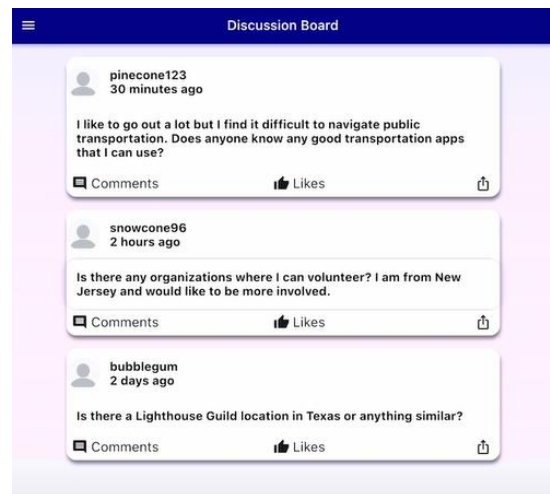 Discussion Board
pinecone123
30 minutes ago
I like to go out a lot but I find it difficult to navigate public
transportation. Does anyone know any good transportation apps
that I can use?
Comments Likes
snowcone96
2 hours ago
Is there any organizations where I can volunteer? I am from New
Jersey and would like to be more involved.
Comments Likes
bubblegum
2 days ago
Is there a Lighthouse Guild location in Texas or anything similar?
Comments Likes